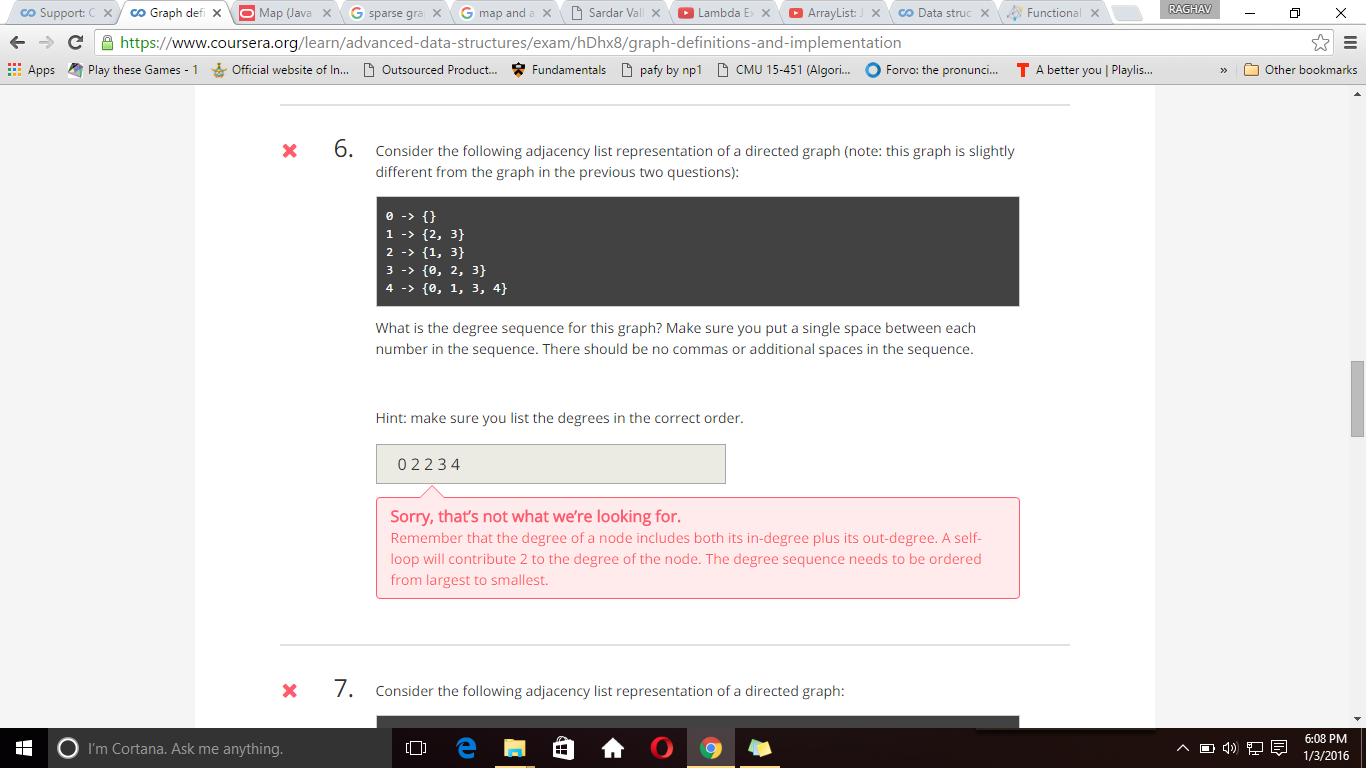 Support: C
Graph defi
Map (Java
sparse gra
map and a
Sardar Vall
Lambda E
ArrayList:
Data struc
Functional
RAGHAV
https://www.coursera.org/learn/advanced-data-structures/exam/hDhx8/graph-definitions-and-implementation
Apps Play these Games - 1 Official website of In... Outsourced Product... Fundamentals pafy by np1 CMU 15-451 (Algori... Forvo: the pronunci... A better you | Playlis... » Other bookmarks
6. Consider the following adjacency list representation of a directed graph (note: this graph is slightly
different from the graph in the previous two questions):
0 -> {}
1 -> {2, 3}
2 -> {1, 3}
3 -> {0, 2, 3}
4 -> {0, 1, 3, 4}
What is the degree sequence for this graph? Make sure you put a single space between each
number in the sequence. There should be no commas or additional spaces in the sequence.
Hint: make sure you list the degrees in the correct order.
0 2 2 3 4
Sorry, that's not what we're looking for.
Remember that the degree of a node includes both its in-degree plus its out-degree. A self-
loop will contribute 2 to the degree of the node. The degree sequence needs to be ordered
from largest to smallest.
7. Consider the following adjacency list representation of a directed graph:
I'm Cortana. Ask me anything.
6:08 PM
1/3/2016